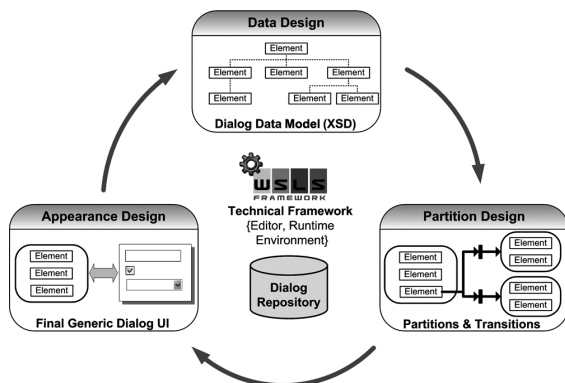 Data Design
Element
Element Element Element
Element Element Element
Dialog Data Model (XSD)
WSLS
FRAMEWORK
Technical Framework
{Editor, Runtime
Environment}
Dialog
Repository
Appearance Design
Element
Element
Element
Final Generic Dialog UI
Partition Design
Element
Element
Element
Element
Element
Element
Element
Partitions & Transitions